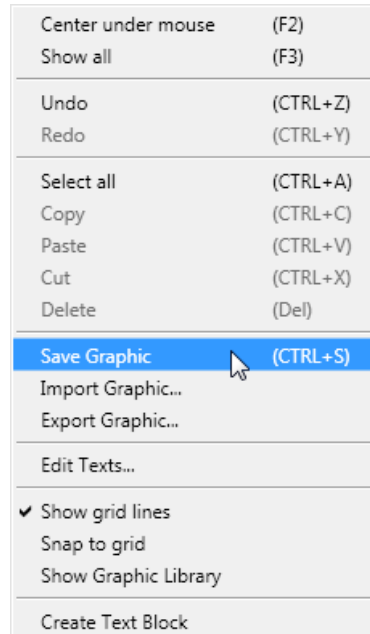 Center under mouse (F2)
Show all (F3)
Undo (CTRL+Z)
Redo (CTRL+Y)
Select all (CTRL+A)
Copy (CTRL+C)
Paste (CTRL+V)
Cut (CTRL+X)
Delete (Del)
Save Graphic (CTRL+S)
Import Graphic...
Export Graphic...
Edit Texts...
Show grid lines
Snap to grid
Show Graphic Library
Create Text Block